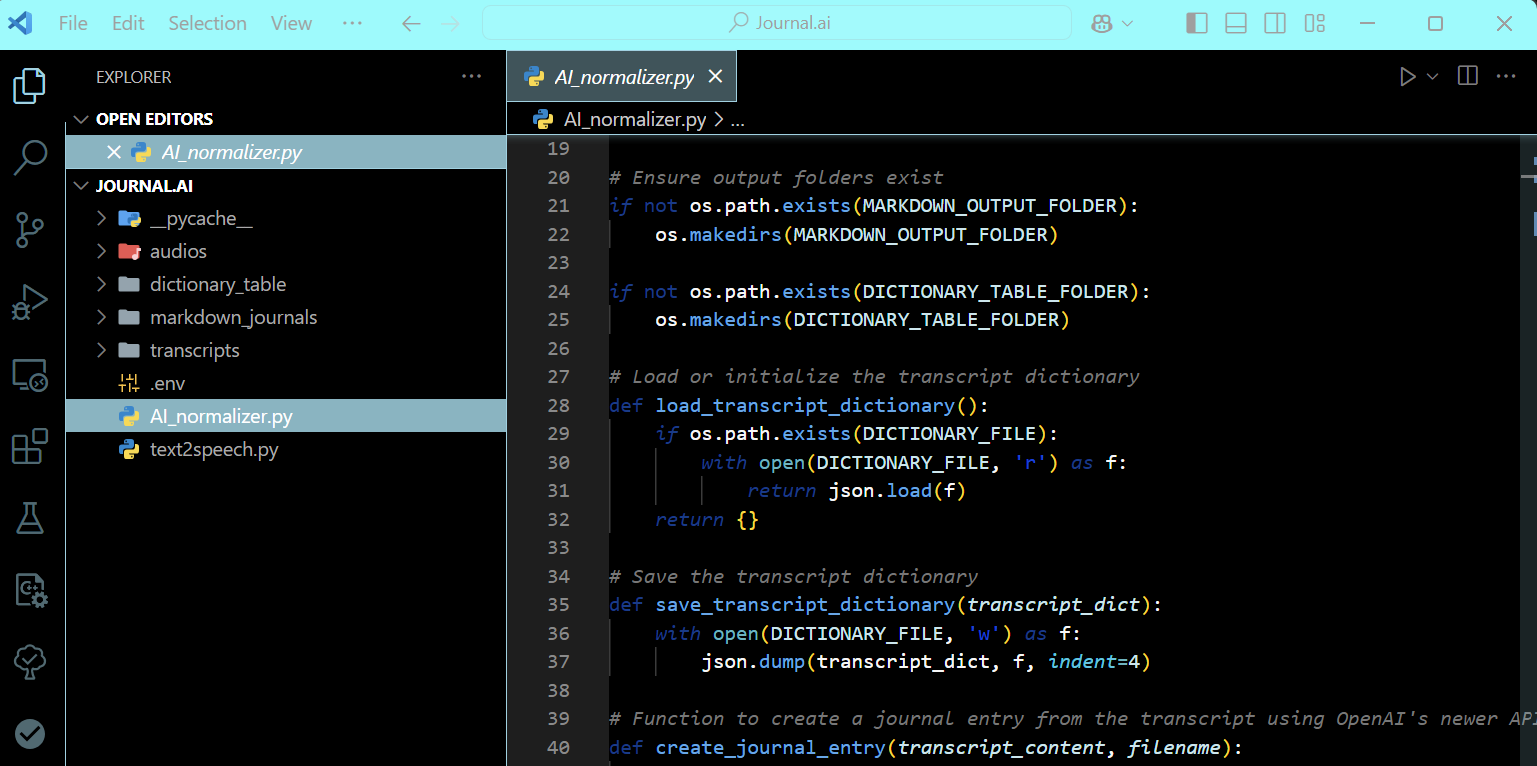 File Edit Selection View ··· Journal.ai
EXPLORER ···
OPEN EDITORS
AI_normalizer.py
JOURNAL.AI
__pycache__
audios
dictionary_table
markdown_journals
transcripts
.env
AI_normalizer.py
text2speech.py
AI_normalizer.py
AI_normalizer.py > ...
19
20 # Ensure output folders exist
21 if not os.path.exists(MARKDOWN_OUTPUT_FOLDER):
22     os.makedirs(MARKDOWN_OUTPUT_FOLDER)
23
24 if not os.path.exists(DICTIONARY_TABLE_FOLDER):
25     os.makedirs(DICTIONARY_TABLE_FOLDER)
26
27 # Load or initialize the transcript dictionary
28 def load_transcript_dictionary():
29     if os.path.exists(DICTIONARY_FILE):
30         with open(DICTIONARY_FILE, 'r') as f:
31             return json.load(f)
32     return {}
33
34 # Save the transcript dictionary
35 def save_transcript_dictionary(transcript_dict):
36     with open(DICTIONARY_FILE, 'w') as f:
37         json.dump(transcript_dict, f, indent=4)
38
39 # Function to create a journal entry from the transcript using OpenAI's newer API
40 def create_journal_entry(transcript_content, filename):